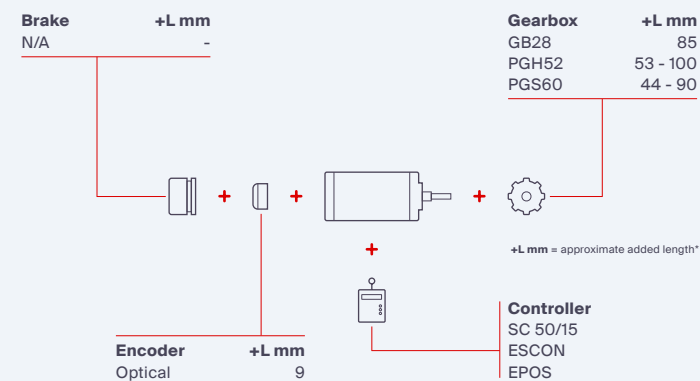 Brake +L mm
N/A -
Gearbox +L mm
GB28 85
PGH52 53 - 100
PGS60 44 - 90
+ + +
+L mm = approximate added length*
+
Encoder +L mm
Optical 9
Controller
SC 50/15
ESCON
EPOS